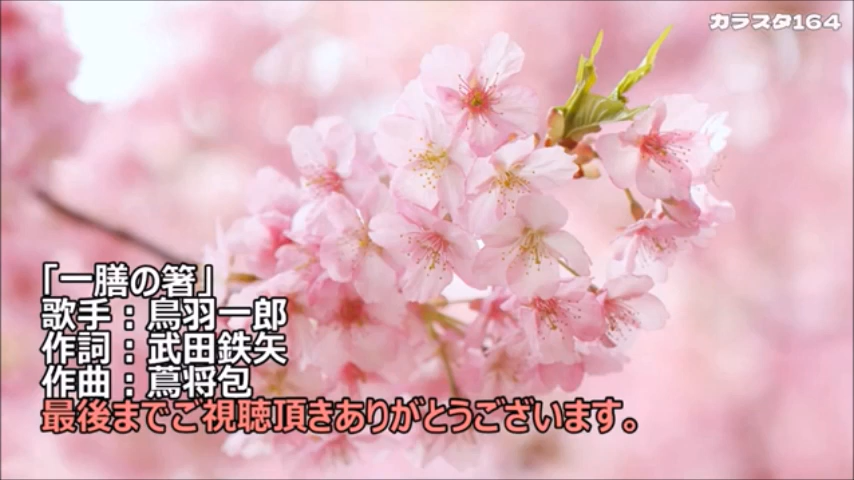 カラスタ164
「一膳の箸」
歌手：鳥羽一郎
作詞：武田鉄矢
作曲：蔦将包
最後までご視聴頂きありがとうございます。